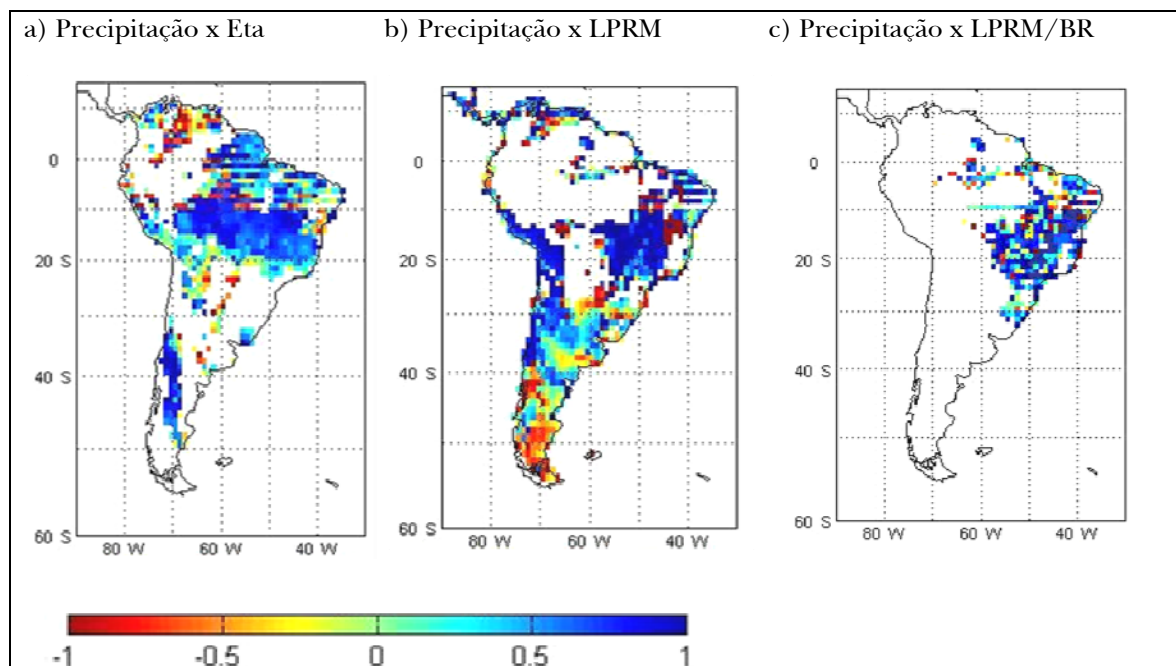 a) Precipitação x Eta
b) Precipitação x LPRM
c) Precipitação x LPRM/BR
0
20 S
40 S
60 S
80 W 60 W 40 W
0
20 S
40 S
60 S
80 W 60 W 40 W
0
20 S
40 S
60 S
80 W 60 W 40 W
-1 -0.5 0 0.5 1